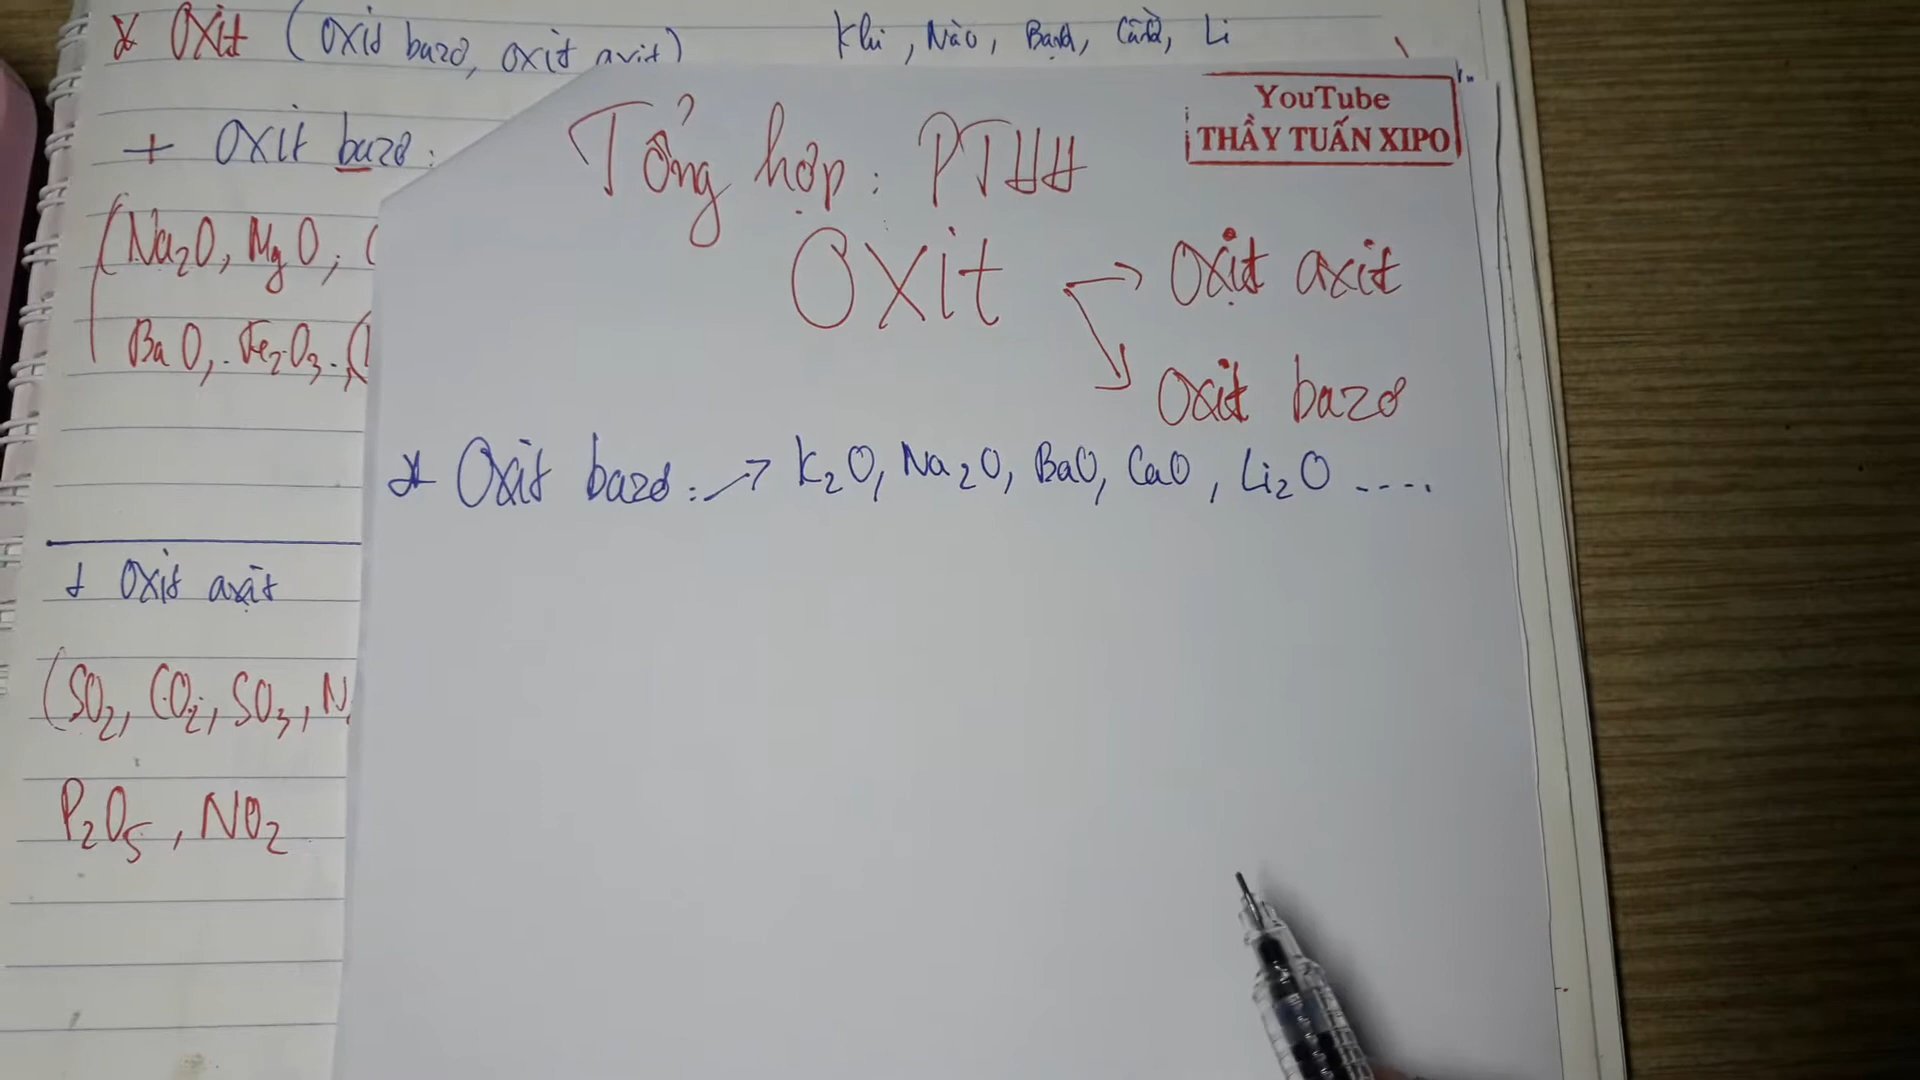 * Oxit (oxit bazơ, oxit axit)
Khi, Nào, Bạn, Cần, Li
+ Oxit bazơ:
(Na2O, MgO, (
BaO, Fe2O3, (
+ Oxit axit
(SO2, CO2, SO3, N
P2O5, NO2
YouTube
THẦY TUẤN XIPO
Tổng hợp: PTHH
Oxit → Oxit axit
Oxit bazơ
* Oxit bazơ: → K2O, Na2O, BaO, CaO, Li2O ....